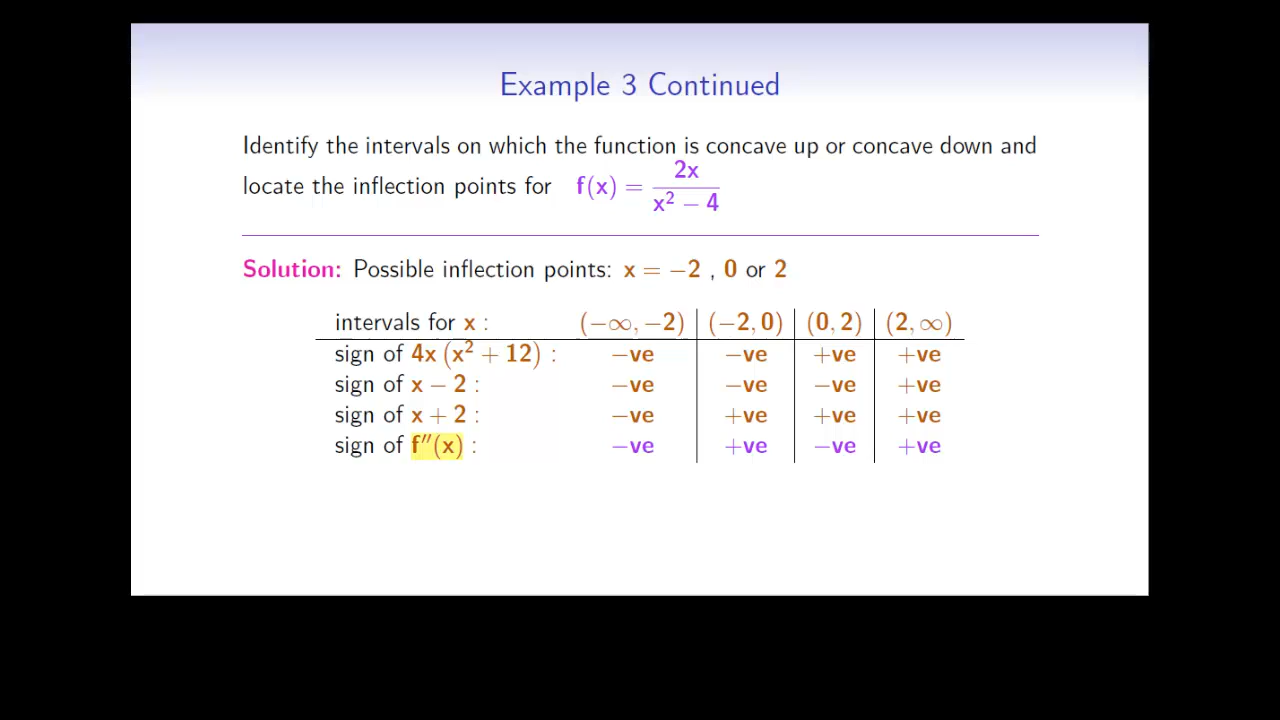 Example 3 Continued
Identify the intervals on which the function is concave up or concave down and
locate the inflection points for f(x) = 2x / (x² − 4)
Solution: Possible inflection points: x = −2 , 0 or 2
intervals for x : (−∞, −2) (−2, 0) (0, 2) (2, ∞)
sign of 4x (x² + 12) : −ve −ve +ve +ve
sign of x − 2 : −ve −ve −ve +ve
sign of x + 2 : −ve +ve +ve +ve
sign of f″(x) : −ve +ve −ve +ve